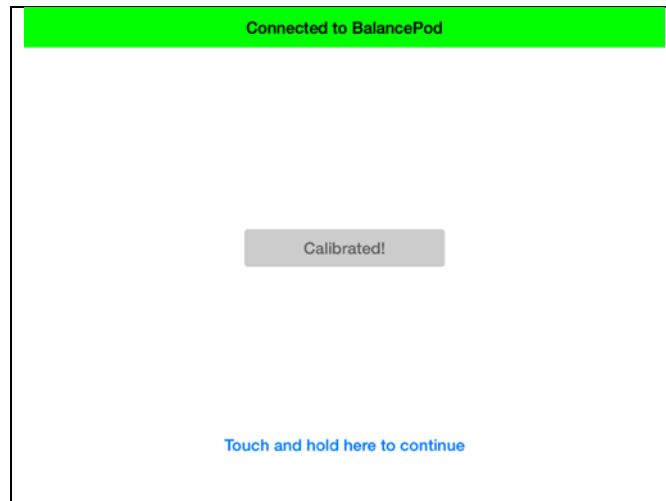 Connected to BalancePod
Calibrated!
Touch and hold here to continue